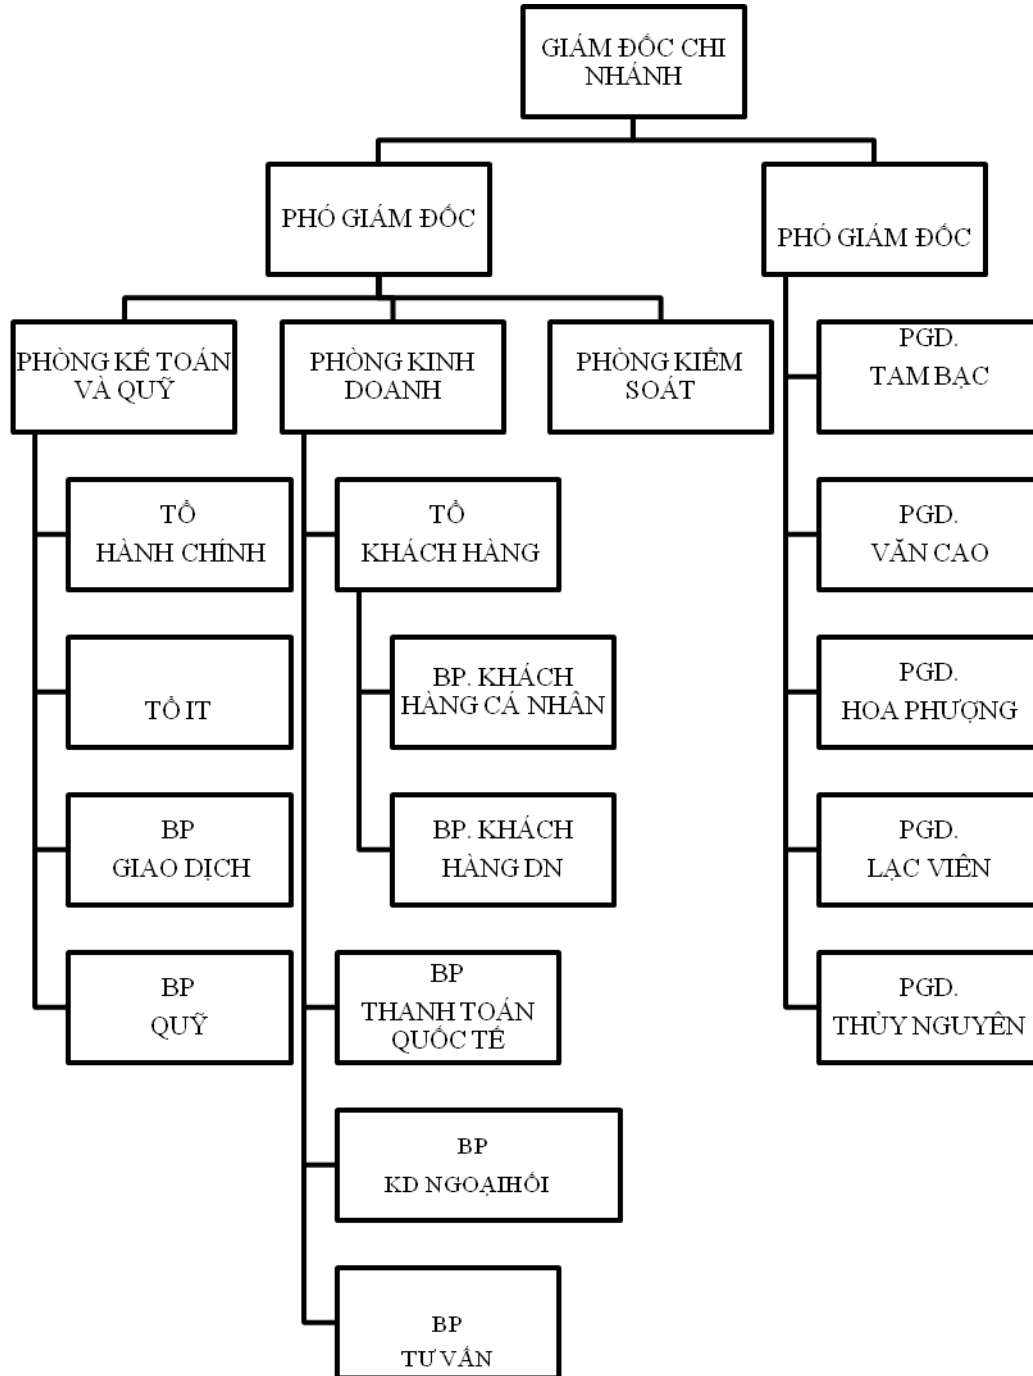 GIÁM ĐỐC CHI
NHÁNH
PHÓ GIÁM ĐỐC
PHÓ GIÁM ĐỐC
PHÒNG KẾ TOÁN
VÀ QUỸ
PHÒNG KINH
DOANH
PHÒNG KIỂM
SOÁT
PGD.
TAM BẠC
TỔ
HÀNH CHÍNH
TỔ
KHÁCH HÀNG
PGD.
VĂN CAO
TỔ IT
BP. KHÁCH
HÀNG CÁ NHÂN
PGD.
HOA PHƯỢNG
BP
GIAO DỊCH
BP. KHÁCH
HÀNG DN
PGD.
LẠC VIÊN
BP
QUỸ
BP
THANH TOÁN
QUỐC TẾ
PGD.
THỦY NGUYÊN
BP
KD NGOẠIHỐI
BP
TƯ VẤN